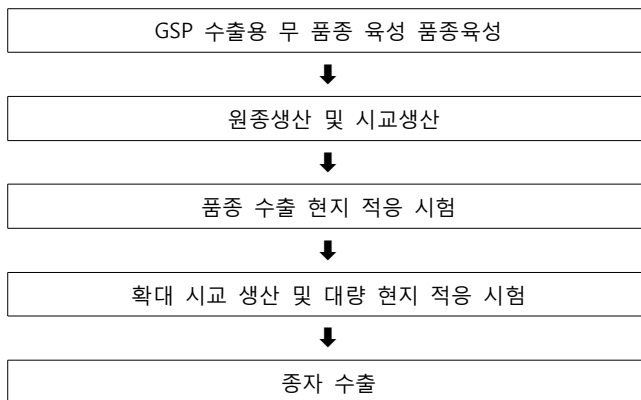 GSP 수출용 무 품종 육성 품종육성
원종생산 및 시교생산
품종 수출 현지 적응 시험
확대 시교 생산 및 대량 현지 적응 시험
종자 수출